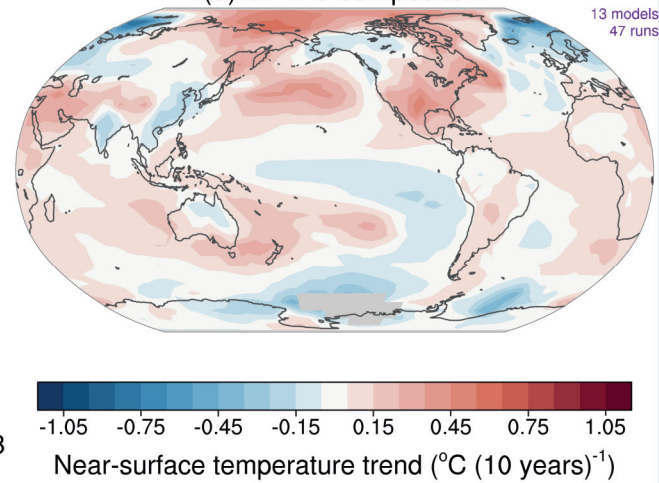 13 models
47 runs
-1.05 -0.75 -0.45 -0.15 0.15 0.45 0.75 1.05
Near-surface temperature trend (°C (10 years)⁻¹)